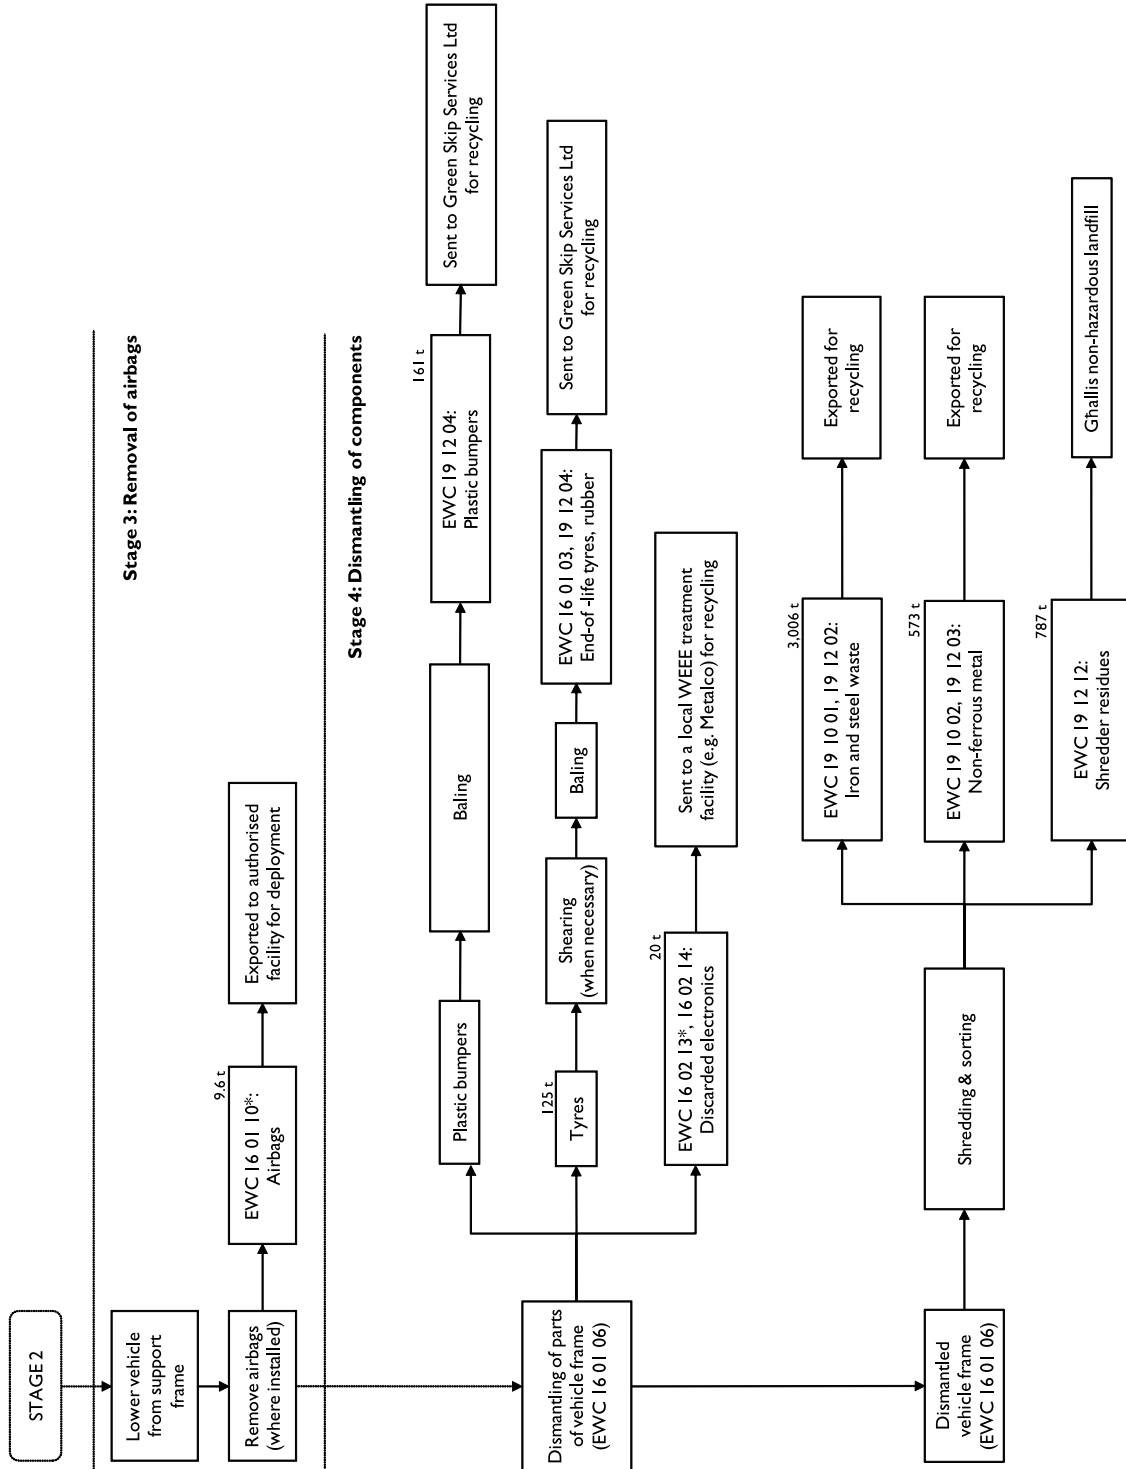 STAGE 2
Lower vehicle
from support
frame
Stage 3: Removal of airbags
Remove airbags
(where installed)
9.6 t
EWC 16 01 10*:
Airbags
Exported to authorised
facility for deployment
Stage 4: Dismantling of components
Dismantling of parts
of vehicle frame
(EWC 16 01 06)
Plastic bumpers
Baling
161 t
EWC 19 12 04:
Plastic bumpers
Sent to Green Skip Services Ltd
for recycling
125 t
Tyres
Shearing
(when necessary)
Baling
EWC 16 01 03, 19 12 04:
End-of -life tyres, rubber
Sent to Green Skip Services Ltd
for recycling
20 t
EWC 16 02 13*, 16 02 14:
Discarded electronics
Sent to a local WEEE treatment
facility (e.g. Metalco) for recycling
Dismantled
vehicle frame
(EWC 16 01 06)
Shredding & sorting
3,006 t
EWC 19 10 01, 19 12 02:
Iron and steel waste
Exported for
recycling
573 t
EWC 19 10 02, 19 12 03:
Non-ferrous metal
Exported for
recycling
787 t
EWC 19 12 12:
Shredder residues
Għallis non-hazardous landfill